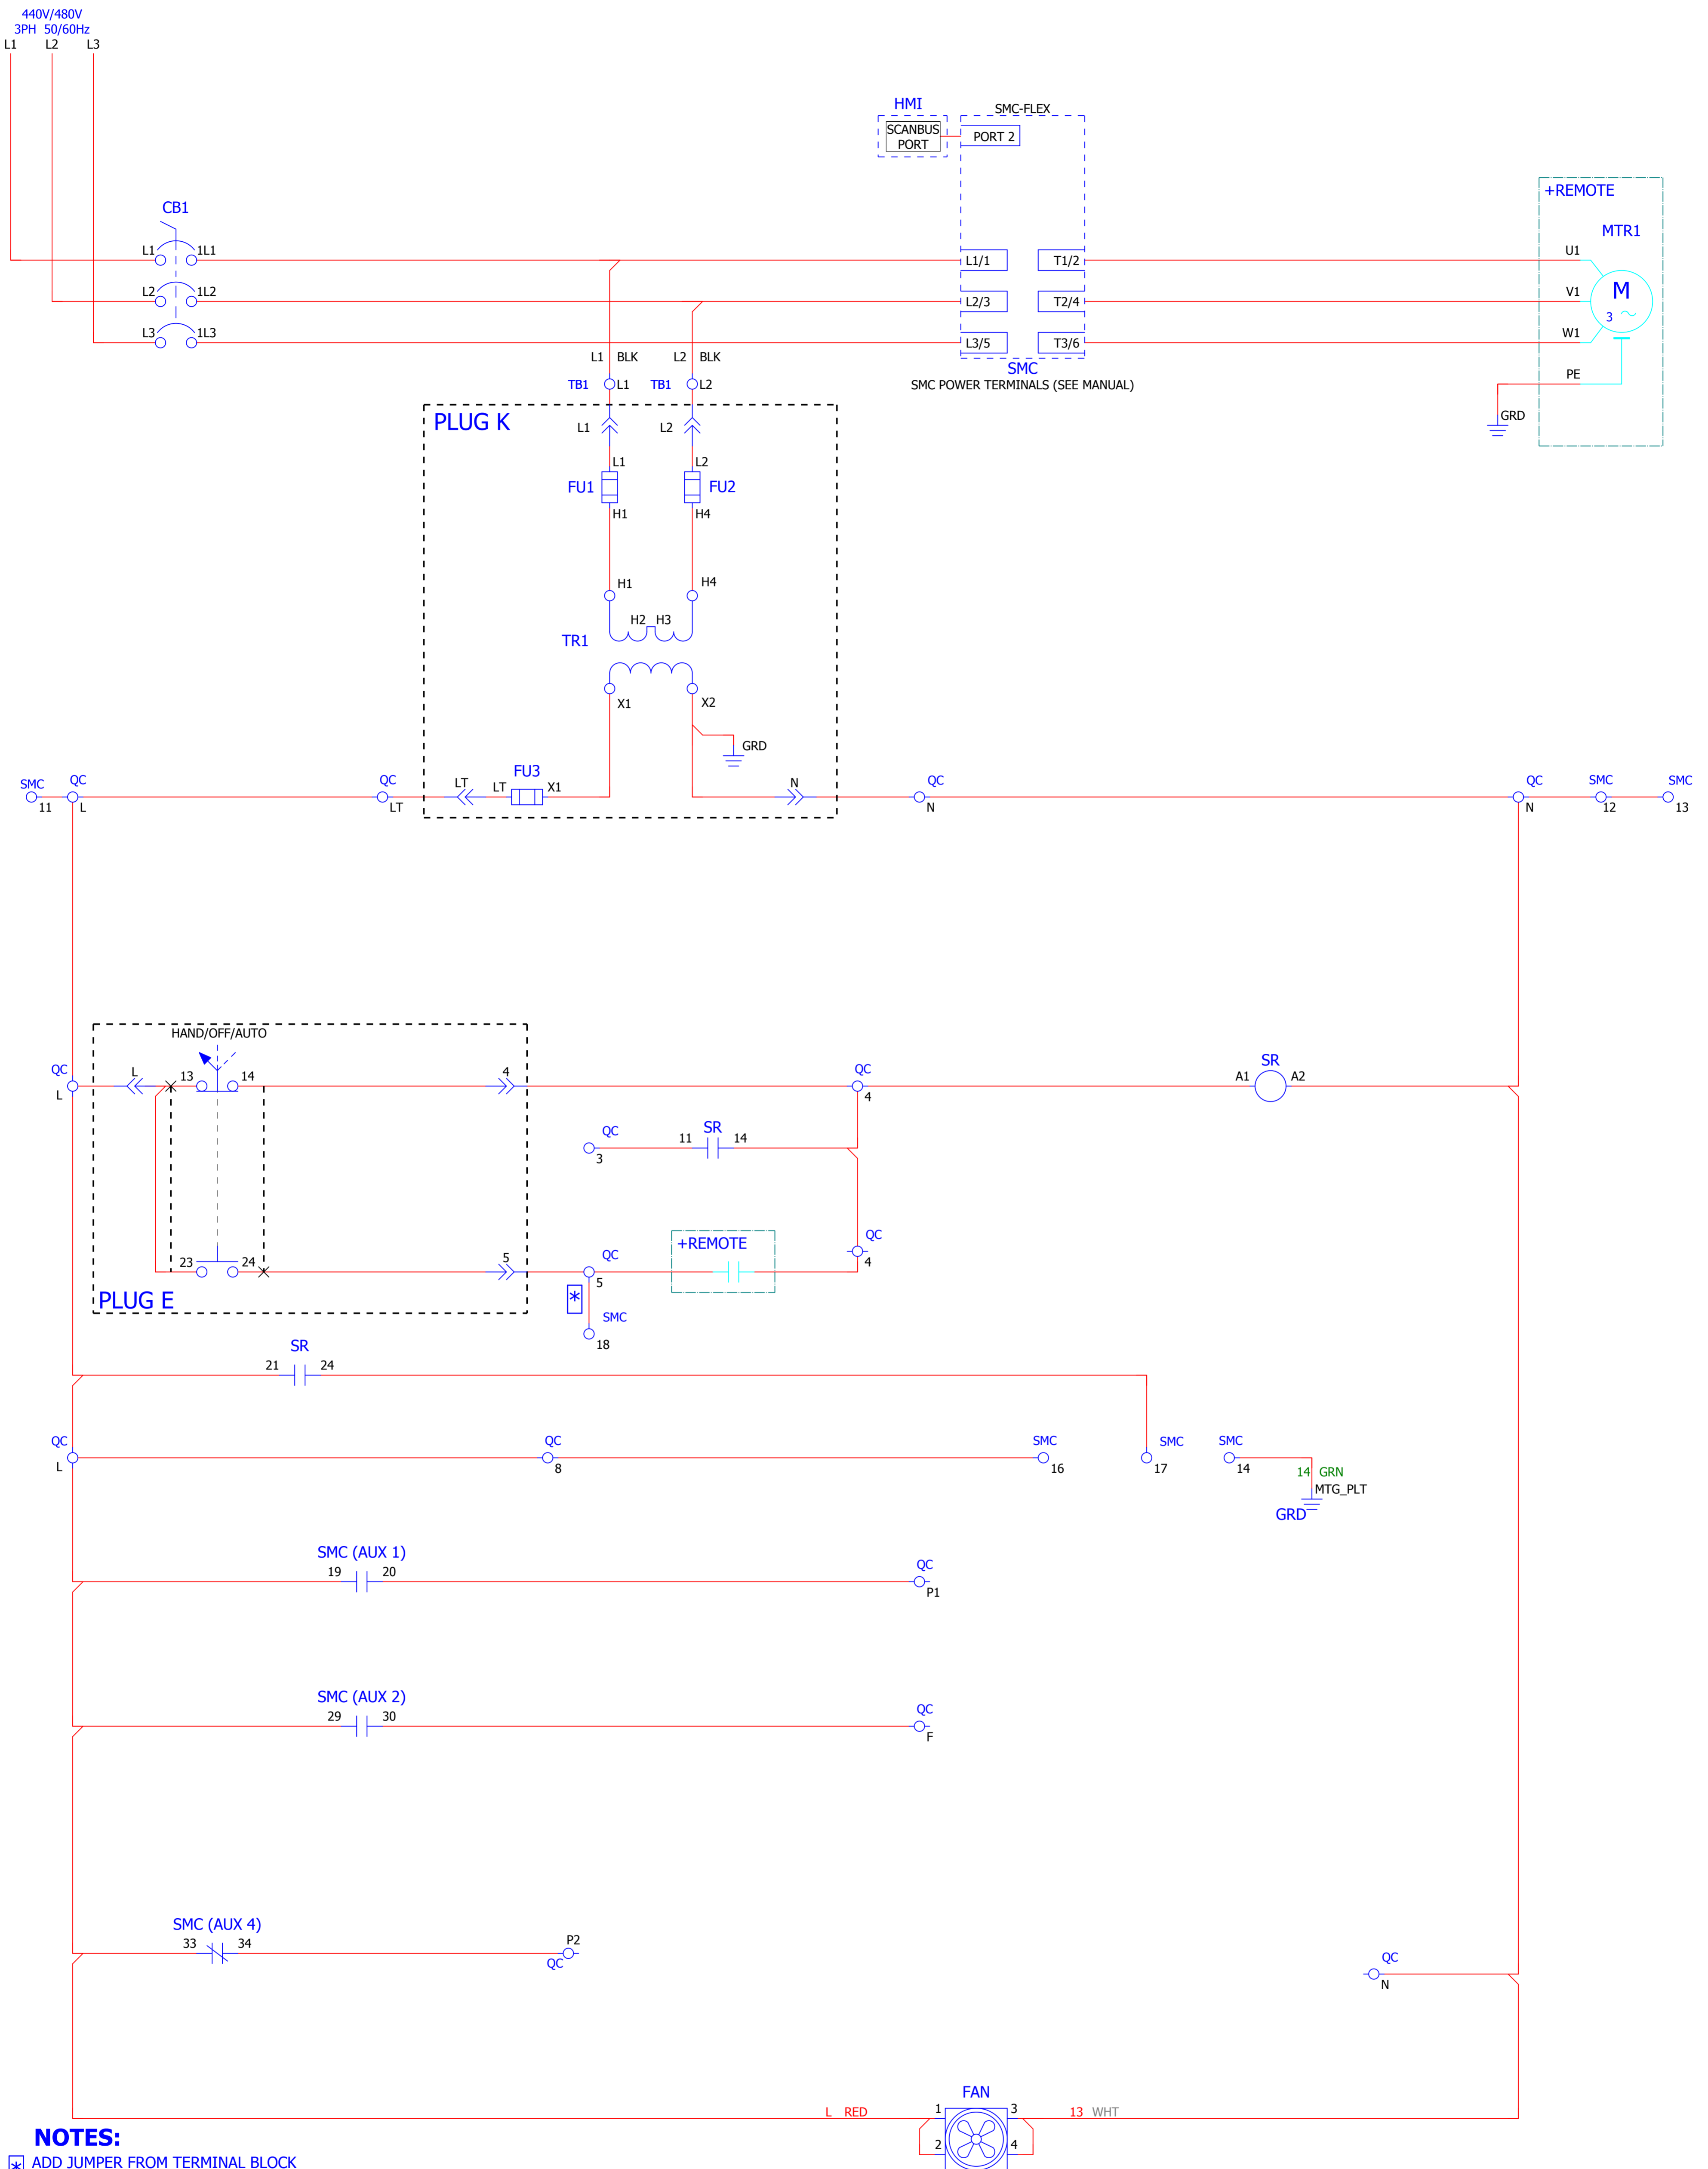 440V/480V
3PH 50/60Hz
L1 L2 L3
HMI
SMC-FLEX
SCANBUS
PORT
PORT 2
+REMOTE
CB1
MTR1
L1 1L1
L1/1 T1/2
U1
L2 1L2
L2/3 T2/4
V1
M
3
L3 1L3
L3/5 T3/6
W1
SMC
SMC POWER TERMINALS (SEE MANUAL)
PE
GRD
L1 BLK L2 BLK
TB1 L1 TB1 L2
PLUG K
L1 L2
L1 L2
FU1 FU2
H1 H4
H1 H4
H2 H3
TR1
X1 X2
GRD
FU3
SMC QC QC LT LT X1 N QC QC SMC SMC
11 L LT N N 12 13
HAND/OFF/AUTO
QC L 13 14 4 QC SR
L 4 A1 A2
QC 11 SR 14
3
+REMOTE
QC
4
23 24 5 QC
5
PLUG E
*
SMC
18
SR
21 24
QC QC SMC SMC SMC
L 8 16 17 14
14 GRN
MTG_PLT
GRD
SMC (AUX 1)
19 20 QC
P1
SMC (AUX 2)
29 30 QC
F
SMC (AUX 4)
33 34 P2
QC
QC
N
FAN
L RED 1 3 13 WHT
2 4
NOTES:
* ADD JUMPER FROM TERMINAL BLOCK